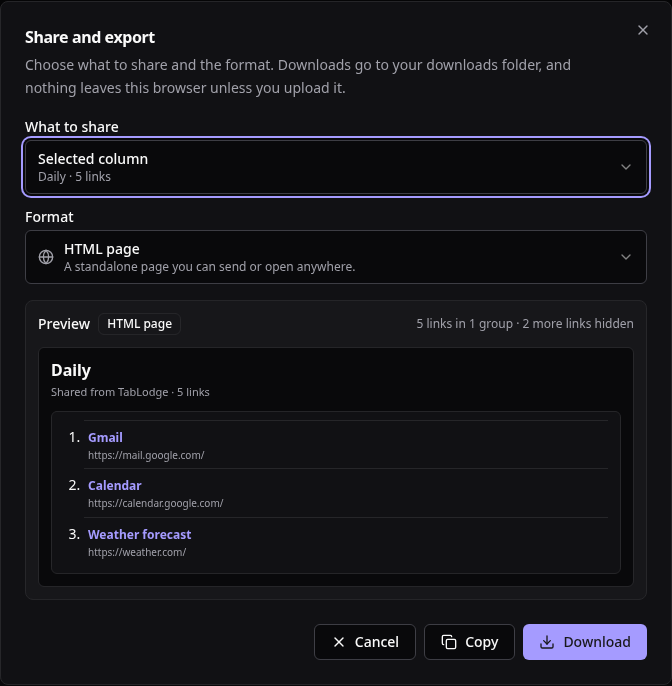 Share and export
Choose what to share and the format. Downloads go to your downloads folder, and
nothing leaves this browser unless you upload it.
What to share
Selected column
Daily · 5 links
Format
HTML page
A standalone page you can send or open anywhere.
Preview HTML page 5 links in 1 group · 2 more links hidden
Daily
Shared from TabLodge · 5 links
1. Gmail
https://mail.google.com/
2. Calendar
https://calendar.google.com/
3. Weather forecast
https://weather.com/
Cancel Copy Download